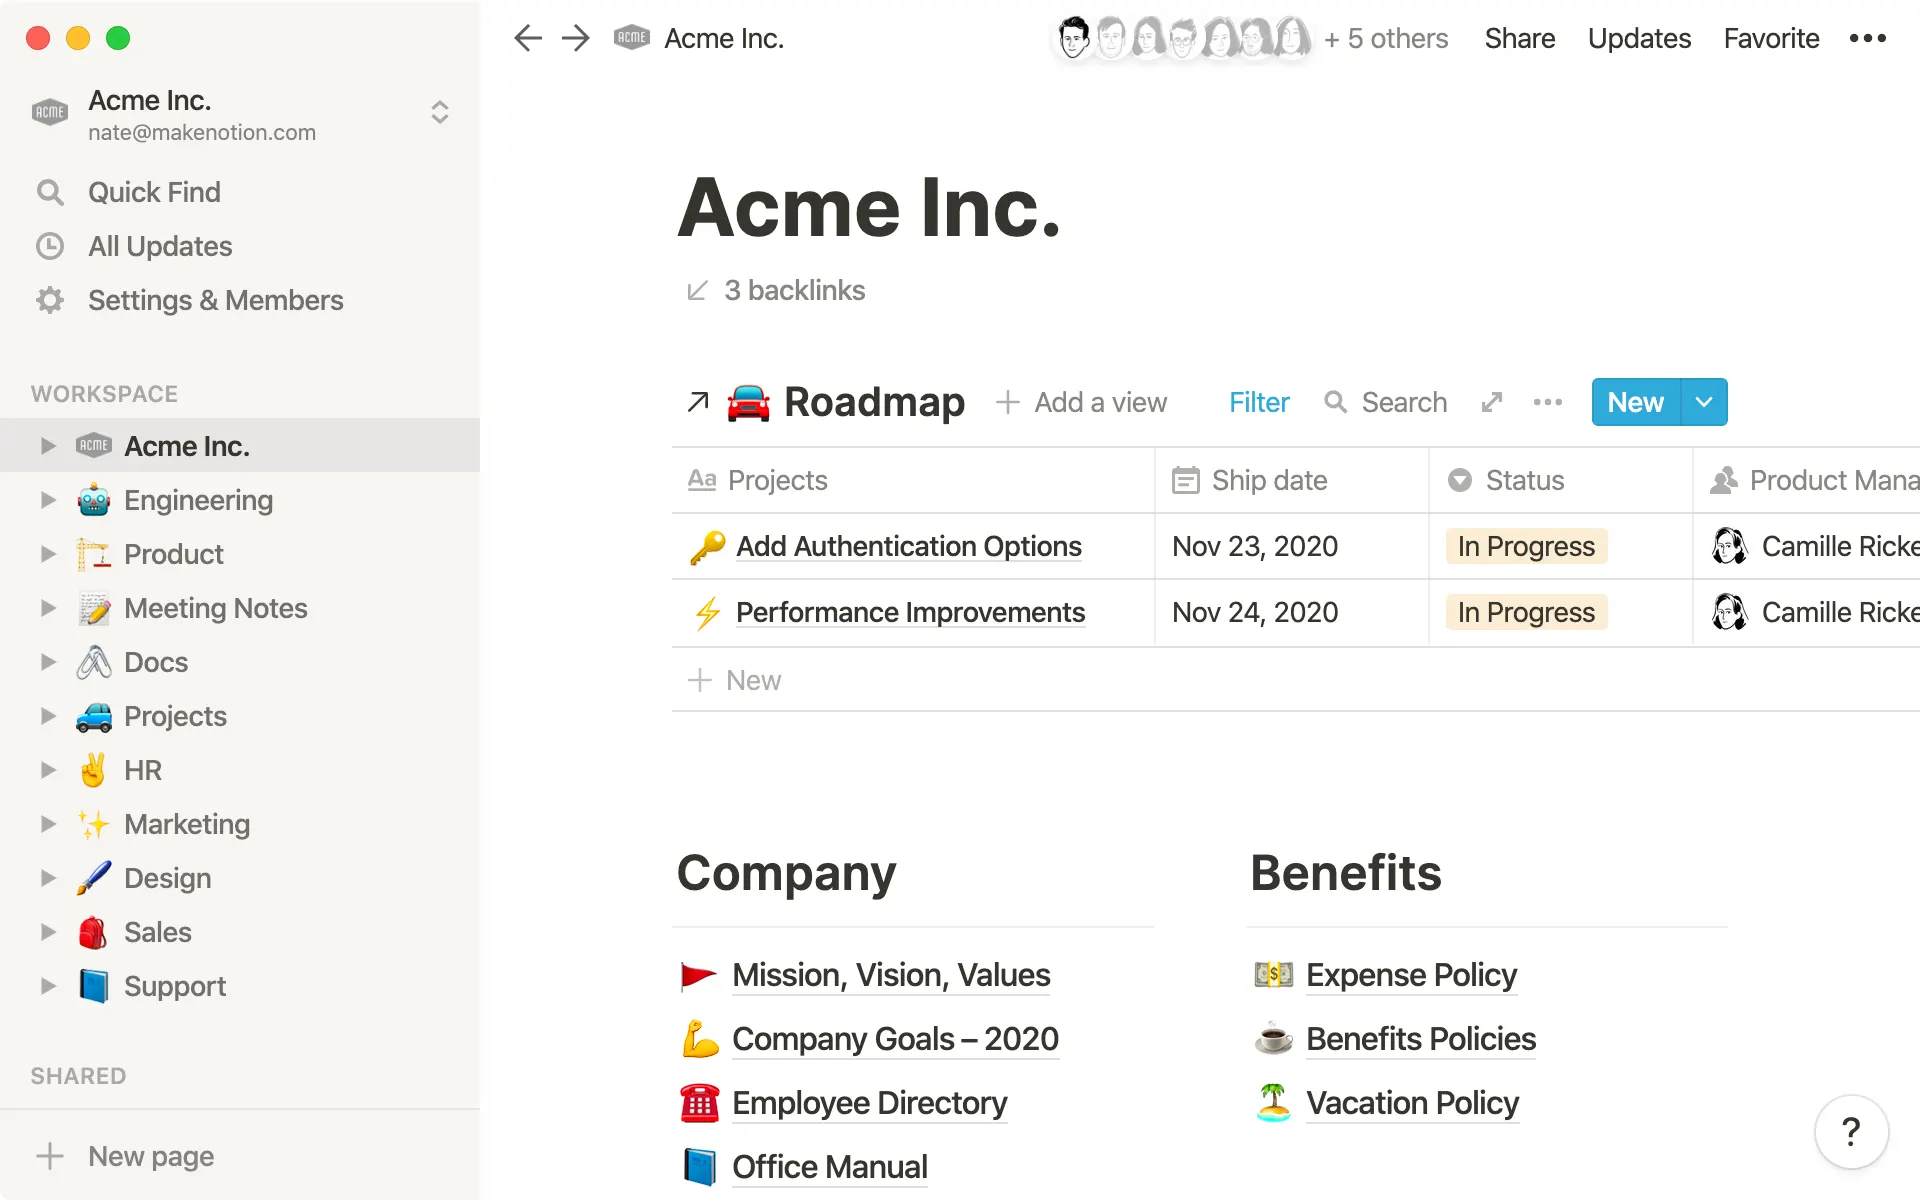 ACME Acme Inc.
+ 5 others Share Updates Favorite
ACME Acme Inc.
nate@makenotion.com
Quick Find
All Updates
Settings & Members
WORKSPACE
ACME Acme Inc.
Engineering
Product
Meeting Notes
Docs
Projects
HR
Marketing
Design
Sales
Support
SHARED
New page
Acme Inc.
3 backlinks
Roadmap Add a view Filter Search New
Aa Projects Ship date Status Product Mana
Add Authentication Options Nov 23, 2020 In Progress Camille Ricke
Performance Improvements Nov 24, 2020 In Progress Camille Ricke
New
Company
Mission, Vision, Values
Company Goals – 2020
Employee Directory
Office Manual
Benefits
Expense Policy
Benefits Policies
Vacation Policy
?